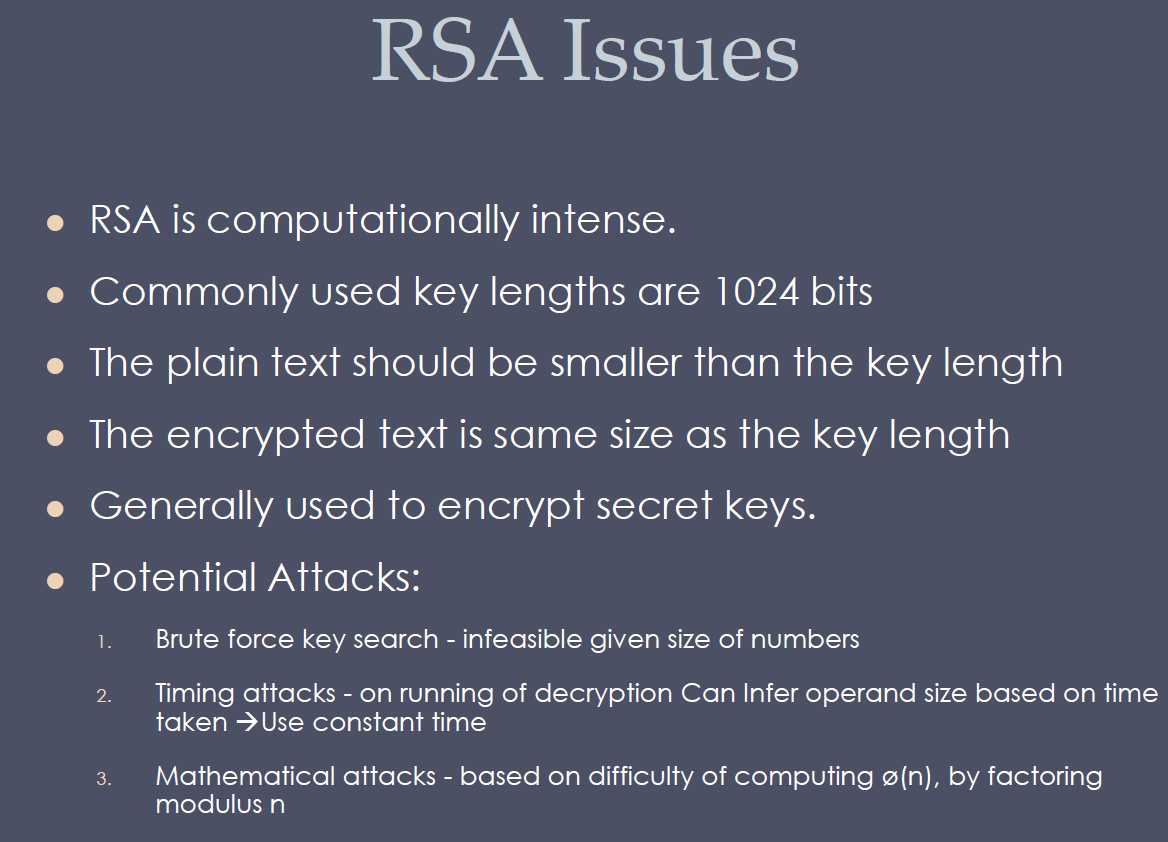 RSA Issues
● RSA is computationally intense.
● Commonly used key lengths are 1024 bits
● The plain text should be smaller than the key length
● The encrypted text is same size as the key length
● Generally used to encrypt secret keys.
● Potential Attacks:
1. Brute force key search - infeasible given size of numbers
2. Timing attacks - on running of decryption Can Infer operand size based on time
taken →Use constant time
3. Mathematical attacks - based on difficulty of computing ø(n), by factoring
modulus n